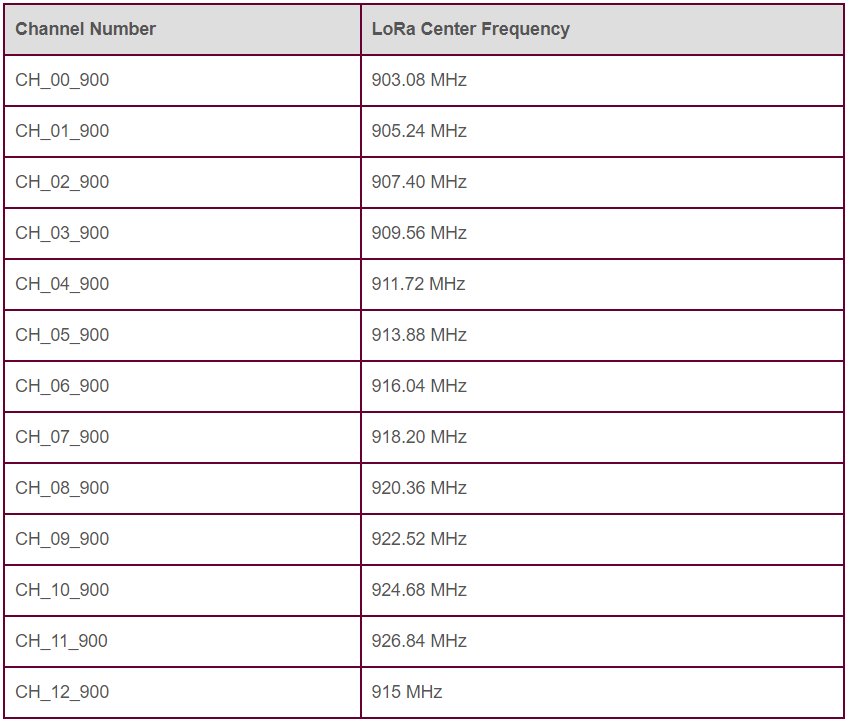 Channel Number LoRa Center Frequency
CH_00_900 903.08 MHz
CH_01_900 905.24 MHz
CH_02_900 907.40 MHz
CH_03_900 909.56 MHz
CH_04_900 911.72 MHz
CH_05_900 913.88 MHz
CH_06_900 916.04 MHz
CH_07_900 918.20 MHz
CH_08_900 920.36 MHz
CH_09_900 922.52 MHz
CH_10_900 924.68 MHz
CH_11_900 926.84 MHz
CH_12_900 915 MHz